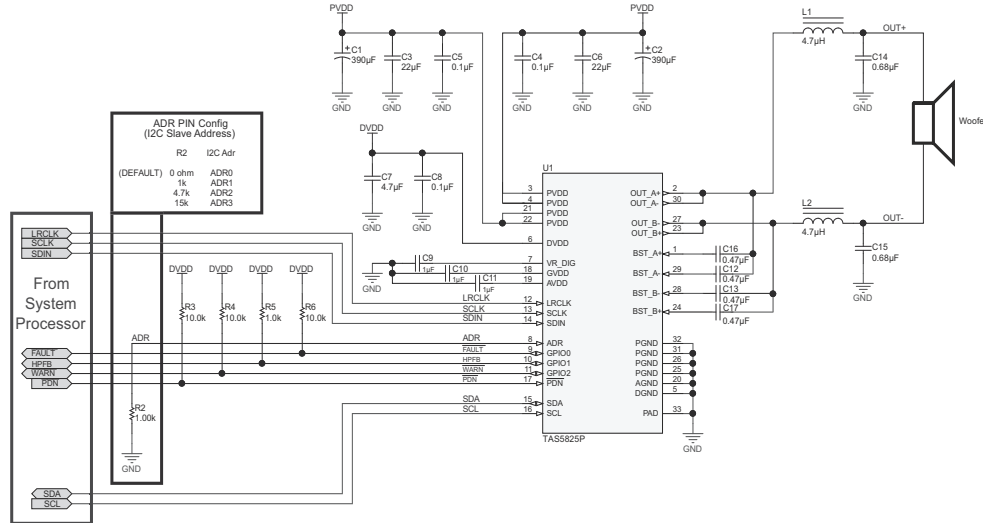 PVDD
C1
390µF
C3
22µF
C5
0.1µF
GND
GND
GND
PVDD
C4
0.1µF
C6
22µF
C2
390µF
GND
GND
GND
L1
4.7µH
OUT+
C14
0.68µF
GND
Woofe
ADR PIN Config
(I2C Slave Address)
R2 I2C Adr
(DEFAULT) 0 ohm ADR0
1k ADR1
4.7k ADR2
15k ADR3
DVDD
C7
4.7µF
C8
0.1µF
GND
GND
From
System
Processor
LRCLK
SCLK
SDIN
FAULT
HPFB
WARN
PDN
SDA
SCL
DVDD
DVDD
DVDD
DVDD
R3
10.0k
R4
10.0k
R5
1.0k
R6
10.0k
ADR
R2
1.00k
GND
C9
1µF
C10
1µF
C11
1µF
GND
LRCLK
SCLK
SDIN
ADR
FAULT
HPFB
WARN
PDN
SDA
SCL
U1
3 PVDD
4 PVDD
21 PVDD
22 PVDD
6 DVDD
7 VR_DIG
18 GVDD
19 AVDD
12 LRCLK
13 SCLK
14 SDIN
8 ADR
9 GPIO0
10 GPIO1
11 GPIO2
17 PDN
15 SDA
16 SCL
OUT_A+ 2
OUT_A- 30
OUT_B- 27
OUT_B+ 23
BST_A+ 1
BST_A- 29
BST_B- 28
BST_B+ 24
PGND 32
PGND 31
PGND 26
PGND 25
AGND 20
DGND 5
PAD 33
TAS5825P
C16
0.47µF
C12
0.47µF
C13
0.47µF
C17
0.47µF
GND
L2
4.7µH
OUT-
C15
0.68µF
GND